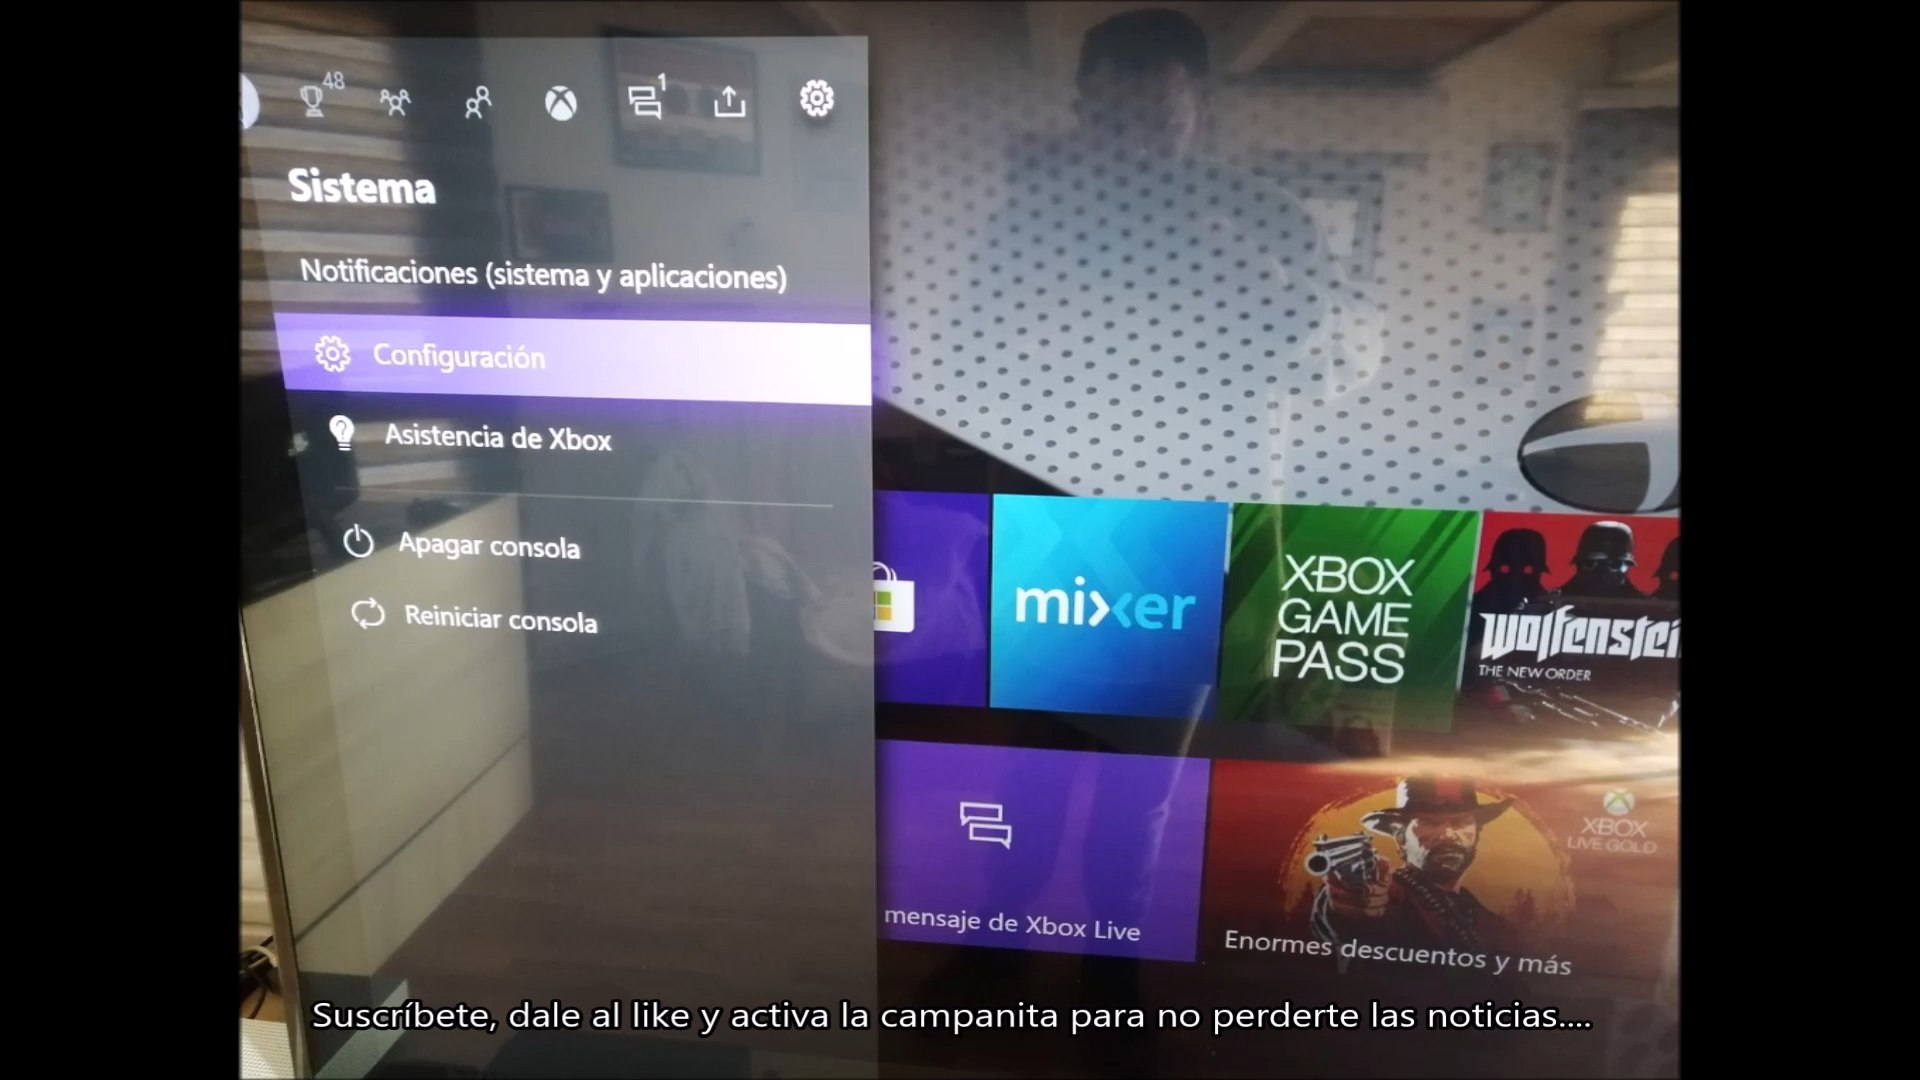 48
1
Sistema
Notificaciones (sistema y aplicaciones)
Configuración
Asistencia de Xbox
Apagar consola
Reiniciar consola
mixer
XBOX
GAME
PASS
THE NEW ORDER
mensaje de Xbox Live
XBOX
LIVE GOLD
Enormes descuentos y más
Suscríbete, dale al like y activa la campanita para no perderte las noticias....